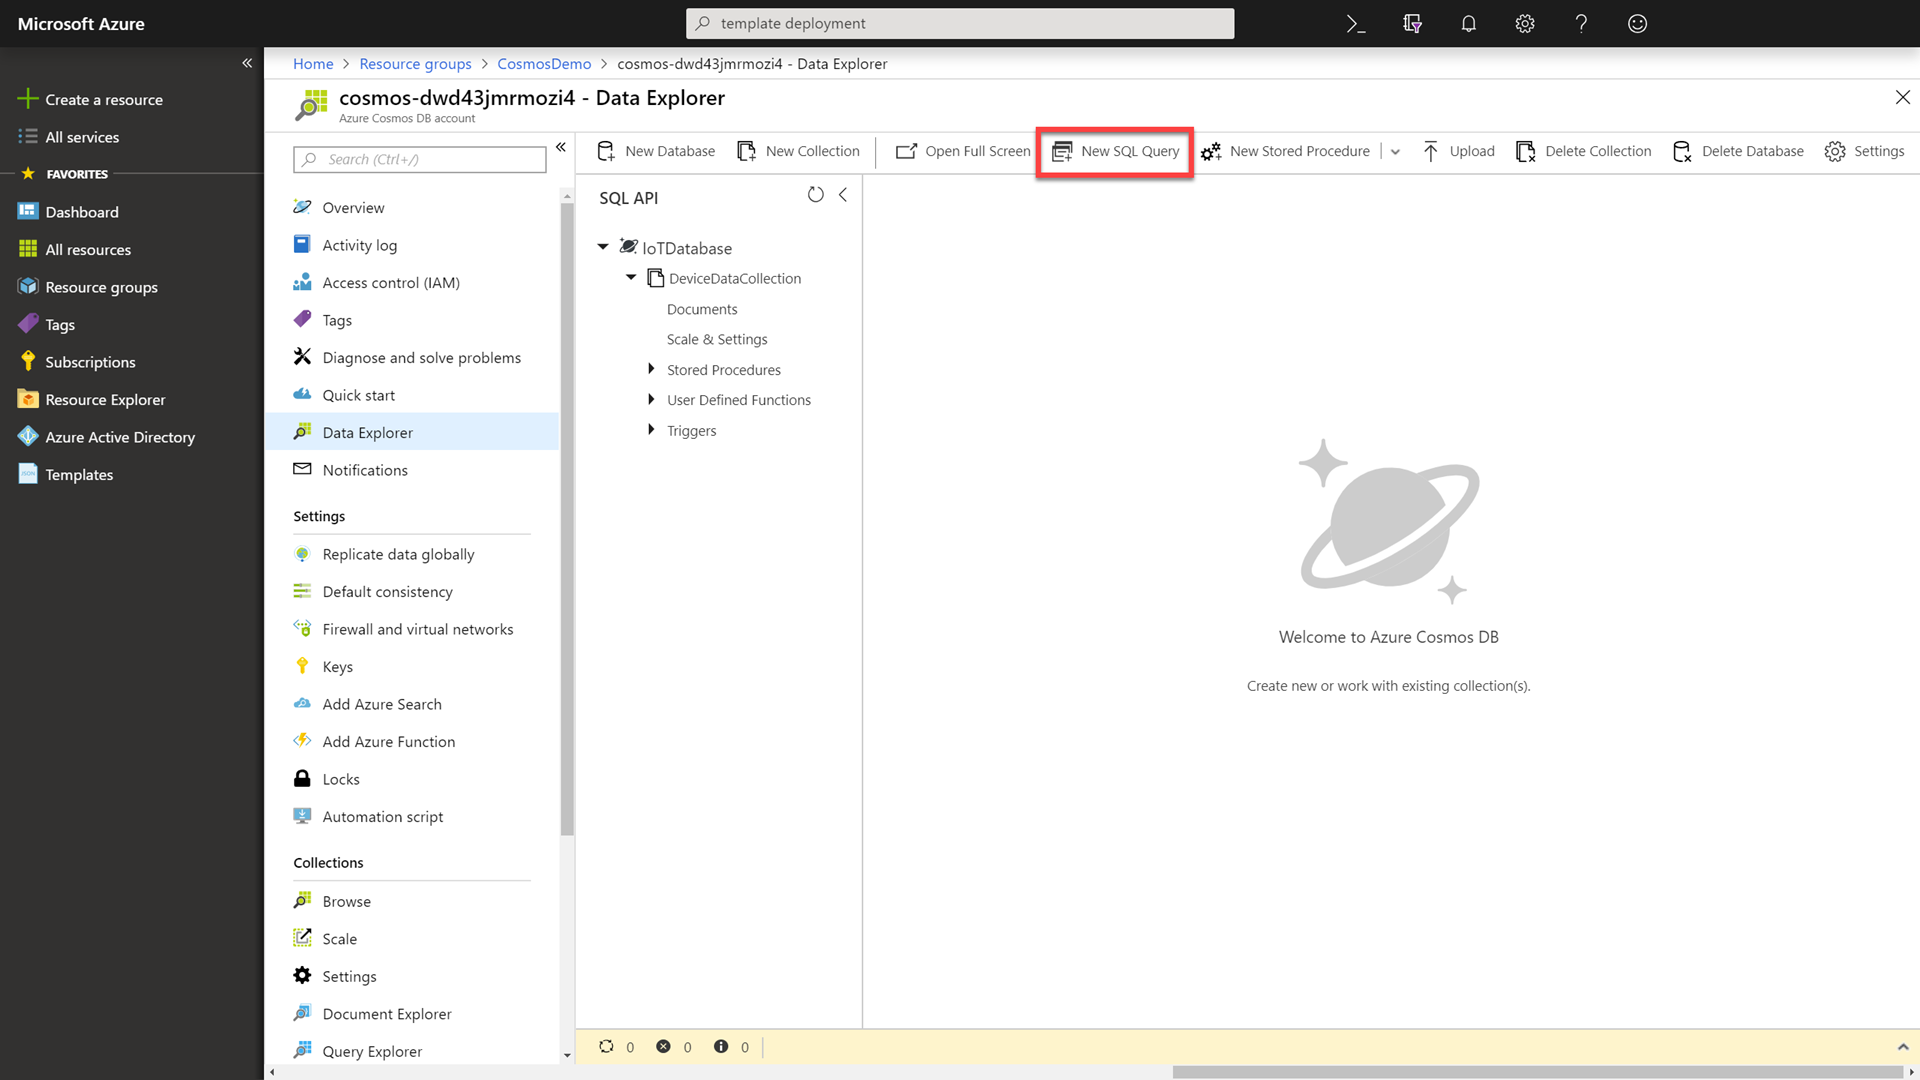 Microsoft Azure
template deployment
Home > Resource groups > CosmosDemo > cosmos-dwd43jmrmozi4 - Data Explorer
cosmos-dwd43jmrmozi4 - Data Explorer
Azure Cosmos DB account
Create a resource
All services
FAVORITES
Dashboard
All resources
Resource groups
Tags
Subscriptions
Resource Explorer
Azure Active Directory
Templates
Search (Ctrl+/)
Overview
Activity log
Access control (IAM)
Tags
Diagnose and solve problems
Quick start
Data Explorer
Notifications
Settings
Replicate data globally
Default consistency
Firewall and virtual networks
Keys
Add Azure Search
Add Azure Function
Locks
Automation script
Collections
Browse
Scale
Settings
Document Explorer
Query Explorer
New Database New Collection Open Full Screen New SQL Query New Stored Procedure Upload Delete Collection Delete Database Settings
SQL API
IoTDatabase
DeviceDataCollection
Documents
Scale & Settings
Stored Procedures
User Defined Functions
Triggers
Welcome to Azure Cosmos DB
Create new or work with existing collection(s).
0 0 0